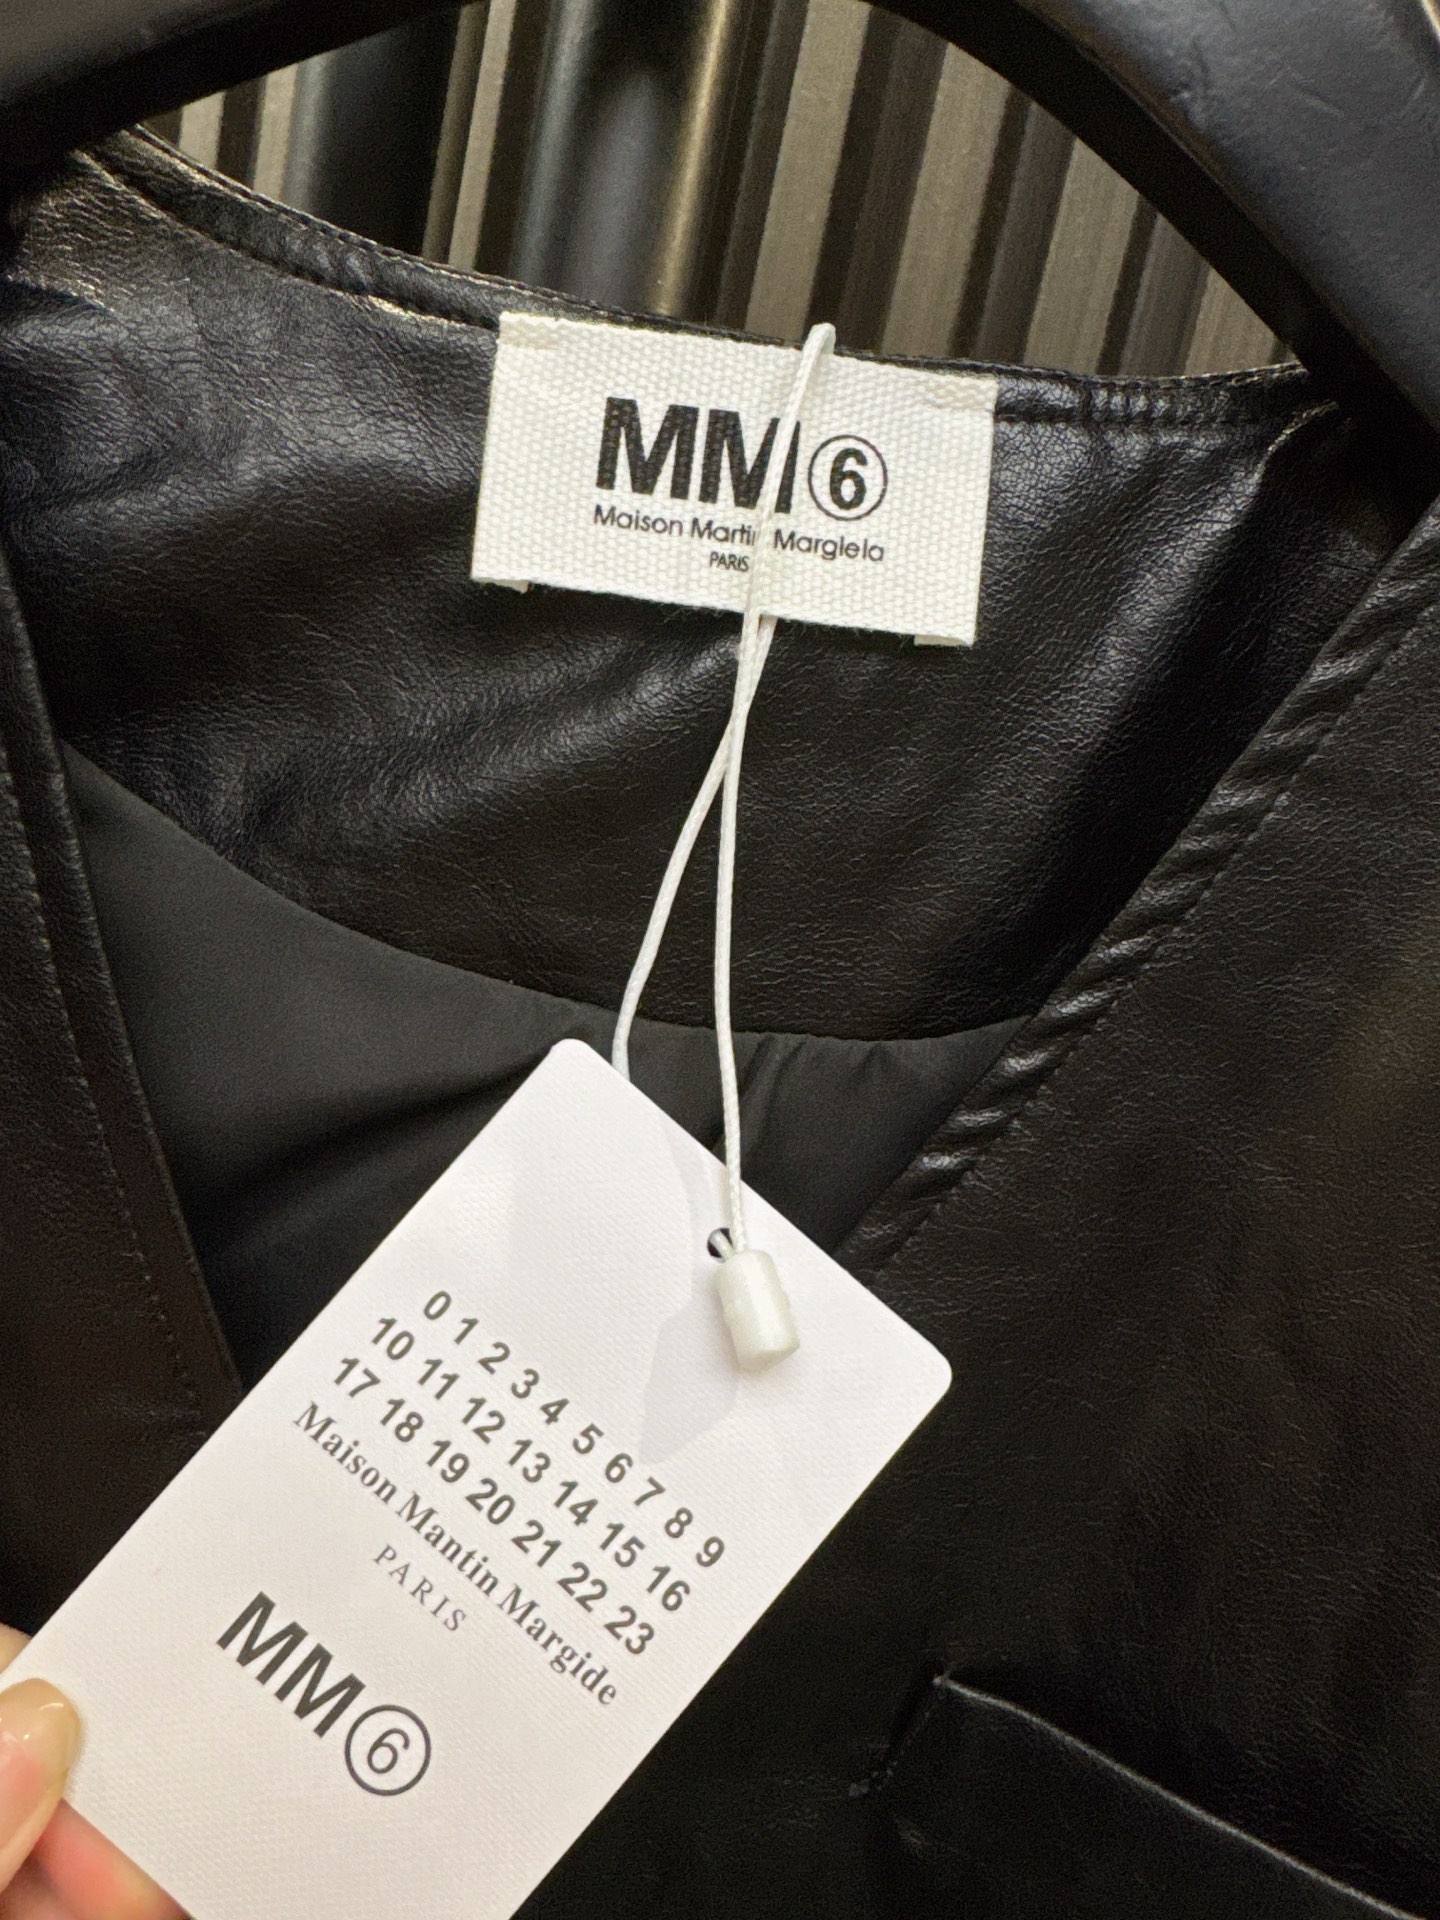 MM⑥
Maison Martin Margiela
PARIS
0 1 2 3 4 5 6 7 8 9
10 11 12 13 14 15 16
17 18 19 20 21 22 23
Maison Mantin Margide
PARIS
MM⑥